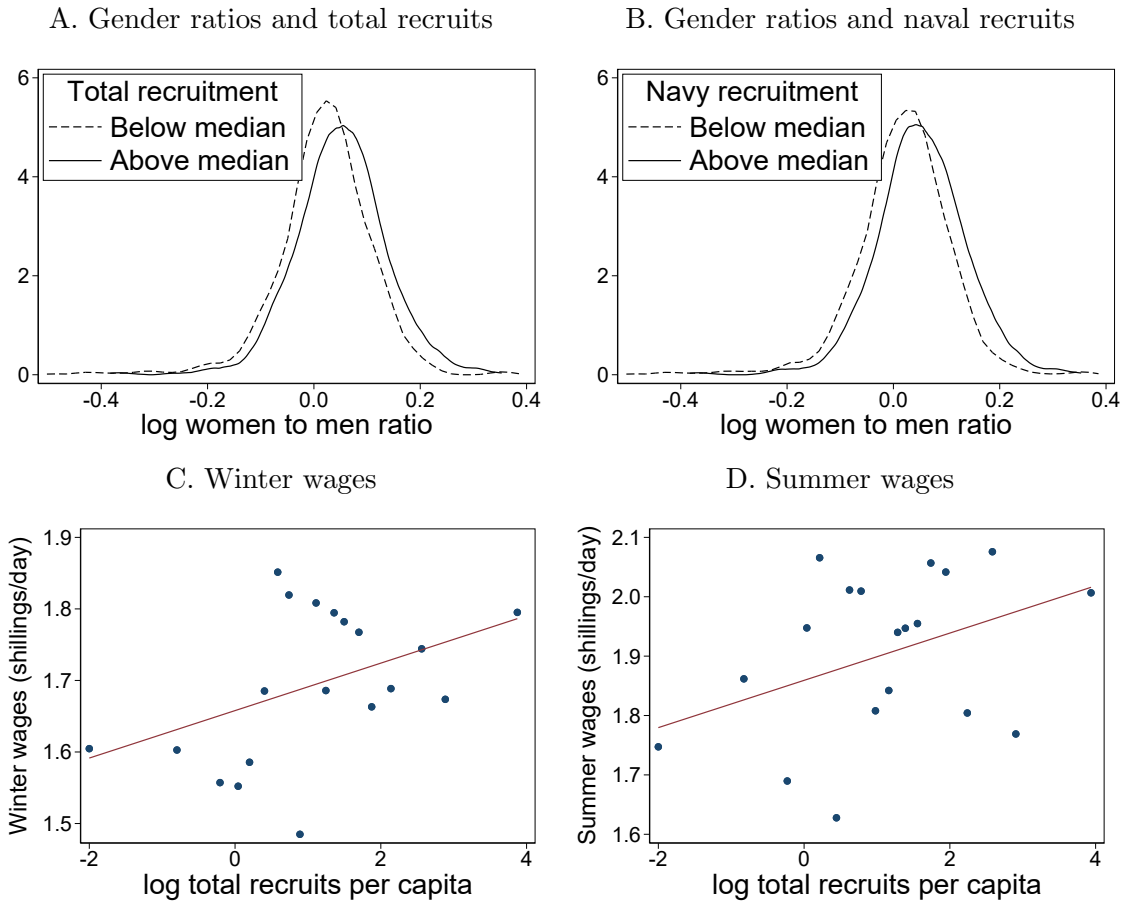 A. Gender ratios and total recruits
6
4
2
0
Total recruitment
Below median
Above median
-0.4 -0.2 0.0 0.2 0.4
log women to men ratio
B. Gender ratios and naval recruits
6
4
2
0
Navy recruitment
Below median
Above median
-0.4 -0.2 0.0 0.2 0.4
log women to men ratio
C. Winter wages
Winter wages (shillings/day)
1.9
1.8
1.7
1.6
1.5
-2 0 2 4
log total recruits per capita
D. Summer wages
Summer wages (shillings/day)
2.1
2.0
1.9
1.8
1.7
1.6
-2 0 2 4
log total recruits per capita